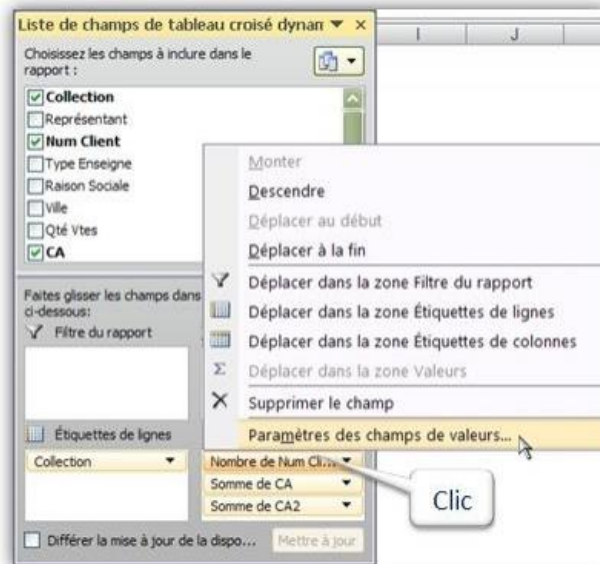 Liste de champs de tableau croisé dynam
I J
Choisissez les champs à inclure dans le
rapport :
Collection
Représentant
Num Client
Type Enseigne
Raison Sociale
Ville
Qté Vtes
CA
Monter
Descendre
Déplacer au début
Déplacer à la fin
Déplacer dans la zone Filtre du rapport
Déplacer dans la zone Étiquettes de lignes
Déplacer dans la zone Étiquettes de colonnes
Σ Déplacer dans la zone Valeurs
Supprimer le champ
Paramètres des champs de valeurs...
Faites glisser les champs dans
ci-dessous:
Filtre du rapport
Étiquettes de lignes
Collection
Nombre de Num Cli...
Somme de CA
Somme de CA2
Clic
Différer la mise à jour de la dispo...
Mettre à jour